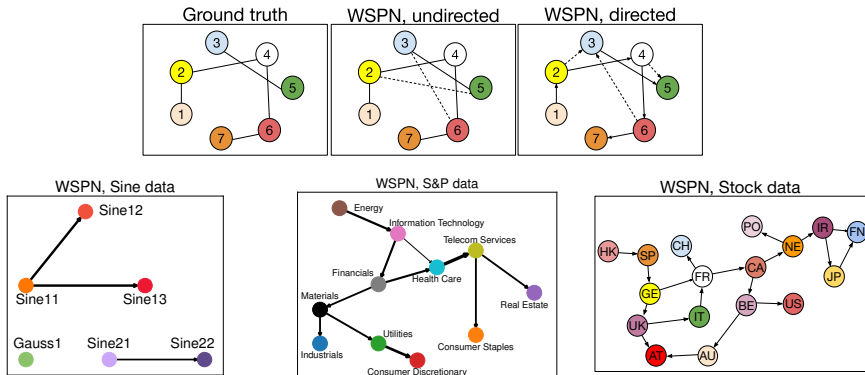 Ground truth
WSPN, undirected
WSPN, directed
3
4
2
5
1
6
7
3
4
2
5
1
6
7
3
4
2
5
1
6
7
WSPN, Sine data
Sine12
Sine11
Sine13
Gauss1
Sine21
Sine22
WSPN, S&P data
Energy
Information Technology
Telecom Services
Financials
Health Care
Materials
Real Estate
Utilities
Industrials
Consumer Staples
Consumer Discretionary
WSPN, Stock data
PO
IR
FN
HK
SP
CH
NE
FR
CA
JP
GE
BE
US
UK
IT
AT
AU